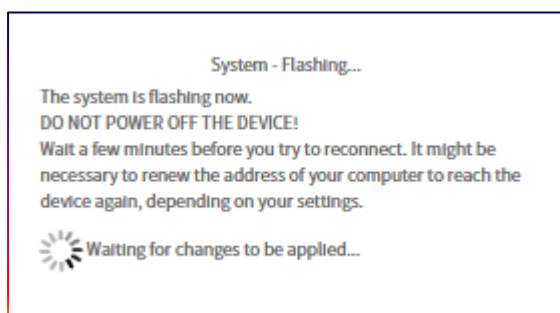 System - Flashing...
The system is flashing now.
DO NOT POWER OFF THE DEVICE!
Wait a few minutes before you try to reconnect. It might be
necessary to renew the address of your computer to reach the
device again, depending on your settings.
Waiting for changes to be applied...